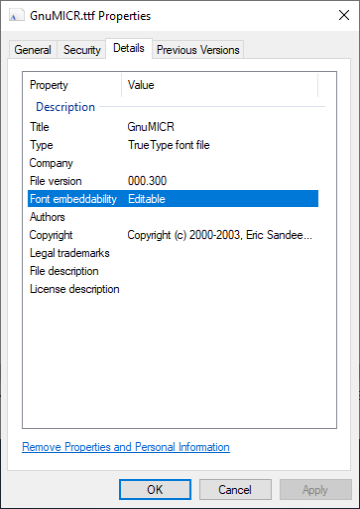 GnuMICR.ttf Properties
General Security Details Previous Versions
Property Value
Description
Title GnuMICR
Type TrueType font file
Company
File version 000.300
Font embeddability Editable
Authors
Copyright Copyright (c) 2000-2003, Eric Sandee...
Legal trademarks
File description
License description
Remove Properties and Personal Information
OK Cancel Apply